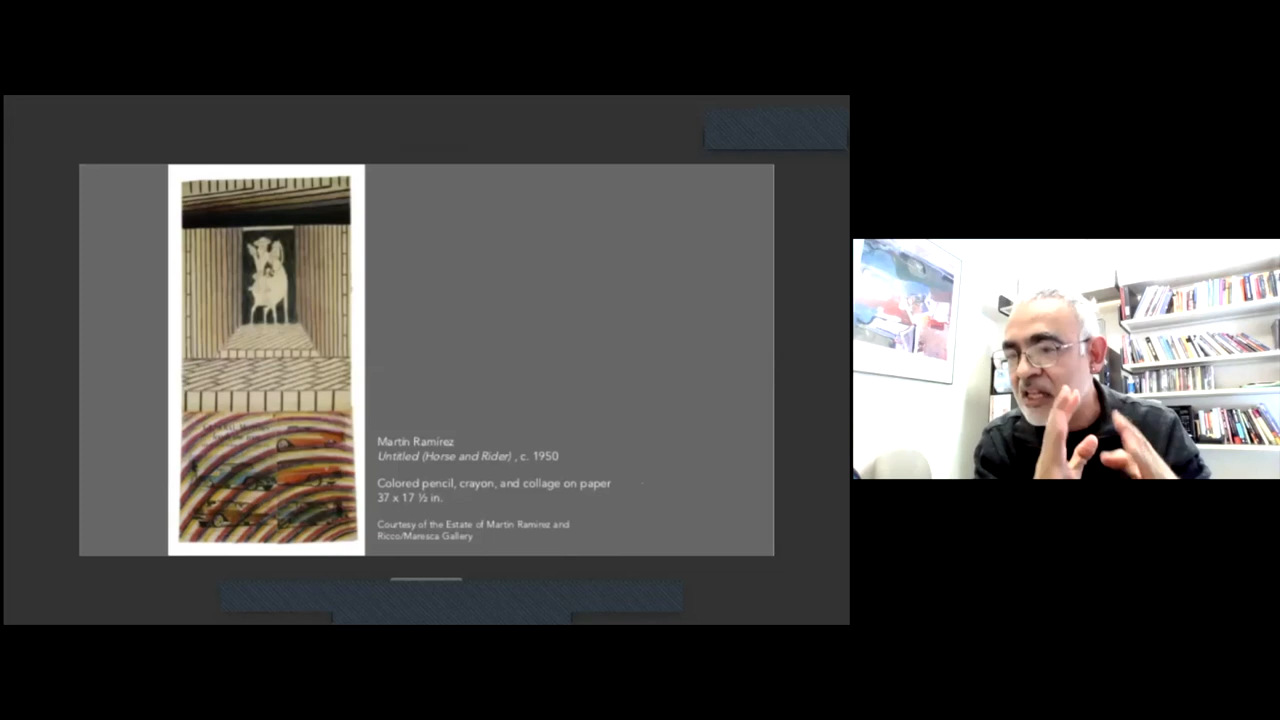 Martín Ramírez
Untitled (Horse and Rider) , c. 1950
Colored pencil, crayon, and collage on paper
37 x 17 ½ in.
Courtesy of the Estate of Martín Ramírez and
Ricco/Maresca Gallery